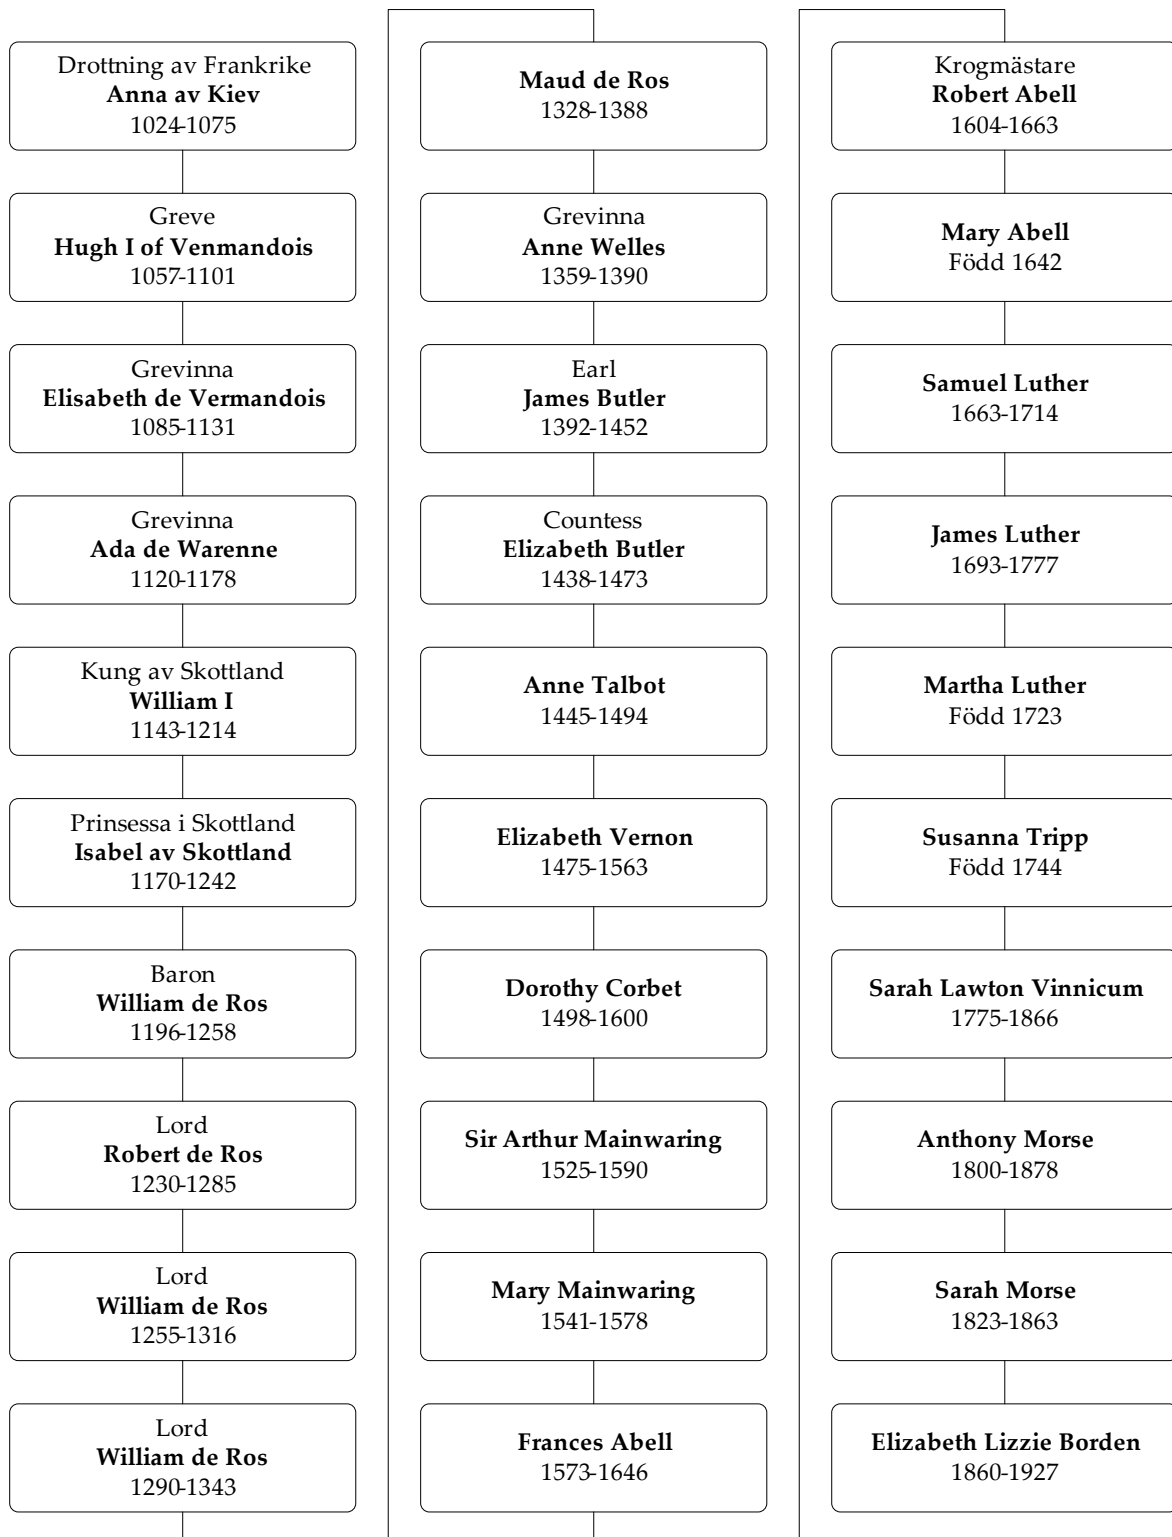 Drottning av Frankrike
Anna av Kiev
1024-1075
Greve
Hugh I of Venmandois
1057-1101
Grevinna
Elisabeth de Vermandois
1085-1131
Grevinna
Ada de Warenne
1120-1178
Kung av Skottland
William I
1143-1214
Prinsessa i Skottland
Isabel av Skottland
1170-1242
Baron
William de Ros
1196-1258
Lord
Robert de Ros
1230-1285
Lord
William de Ros
1255-1316
Lord
William de Ros
1290-1343
Maud de Ros
1328-1388
Grevinna
Anne Welles
1359-1390
Earl
James Butler
1392-1452
Countess
Elizabeth Butler
1438-1473
Anne Talbot
1445-1494
Elizabeth Vernon
1475-1563
Dorothy Corbet
1498-1600
Sir Arthur Mainwaring
1525-1590
Mary Mainwaring
1541-1578
Frances Abell
1573-1646
Krogmästare
Robert Abell
1604-1663
Mary Abell
Född 1642
Samuel Luther
1663-1714
James Luther
1693-1777
Martha Luther
Född 1723
Susanna Tripp
Född 1744
Sarah Lawton Vinnicum
1775-1866
Anthony Morse
1800-1878
Sarah Morse
1823-1863
Elizabeth Lizzie Borden
1860-1927